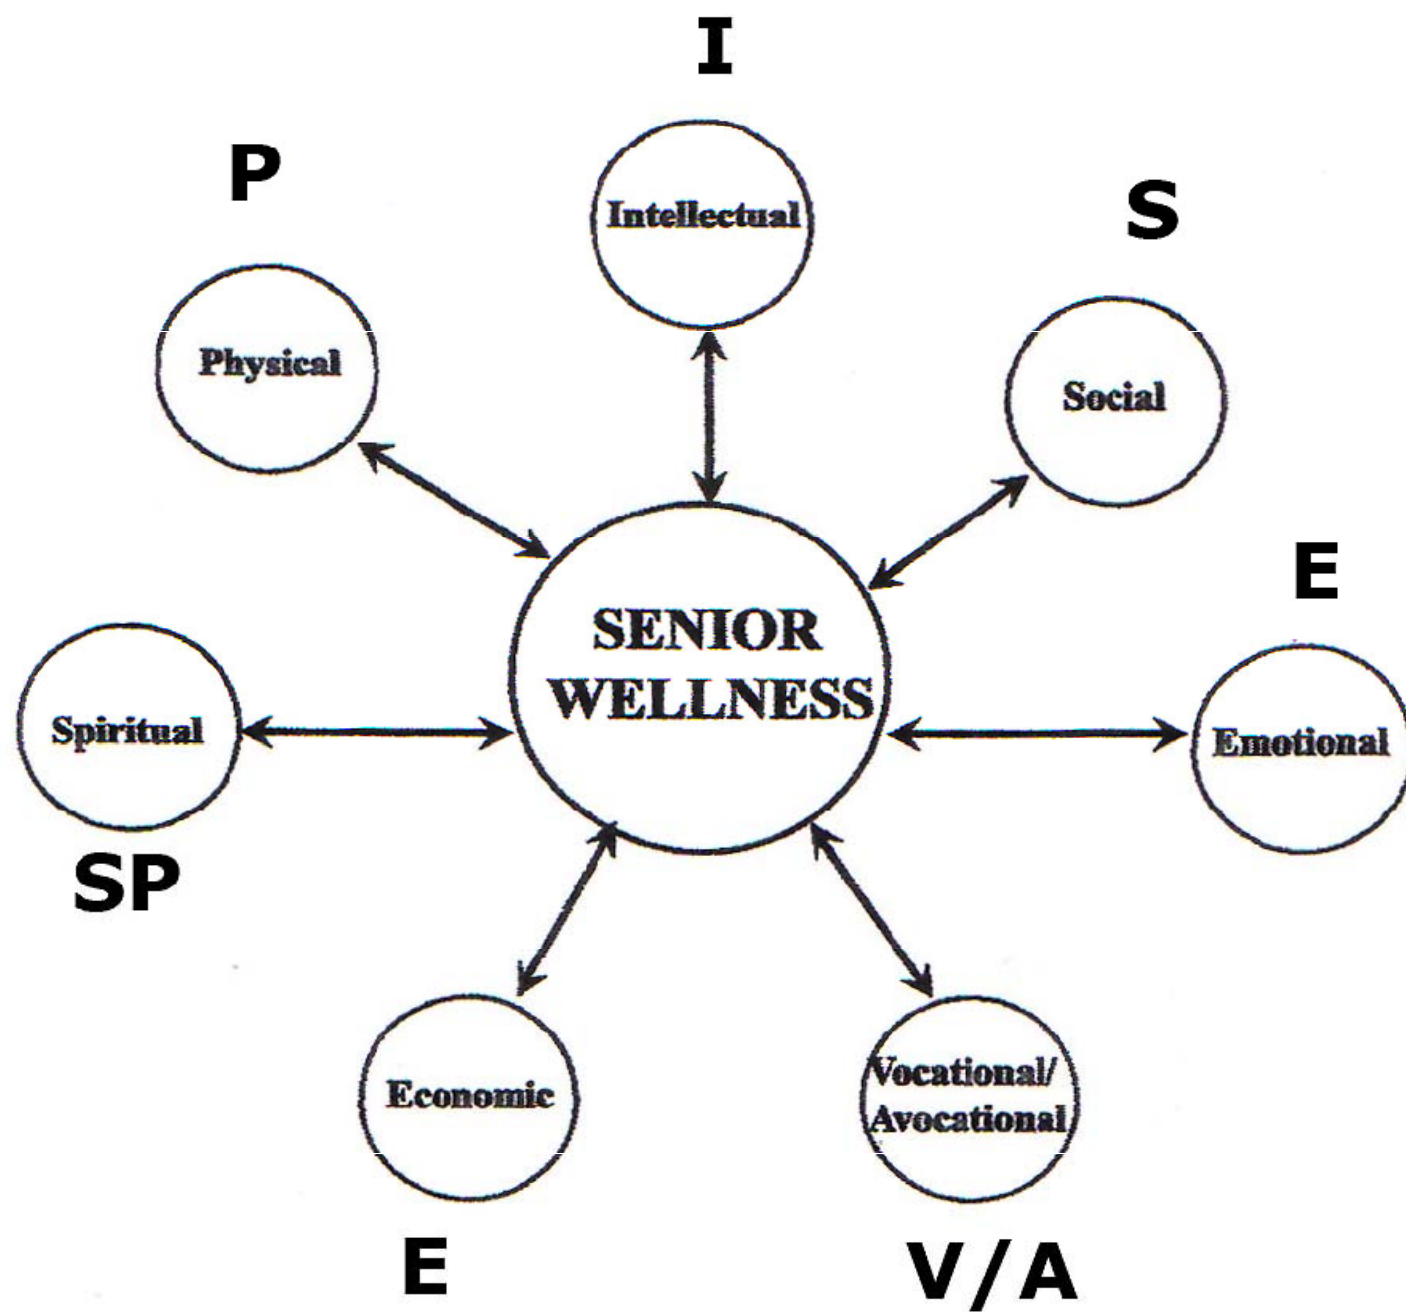 I
P
Intellectual
S
Physical
Social
E
SENIOR
WELLNESS
Spiritual
Emotional
SP
Economic
Vocational/
Avocational
E
V/A